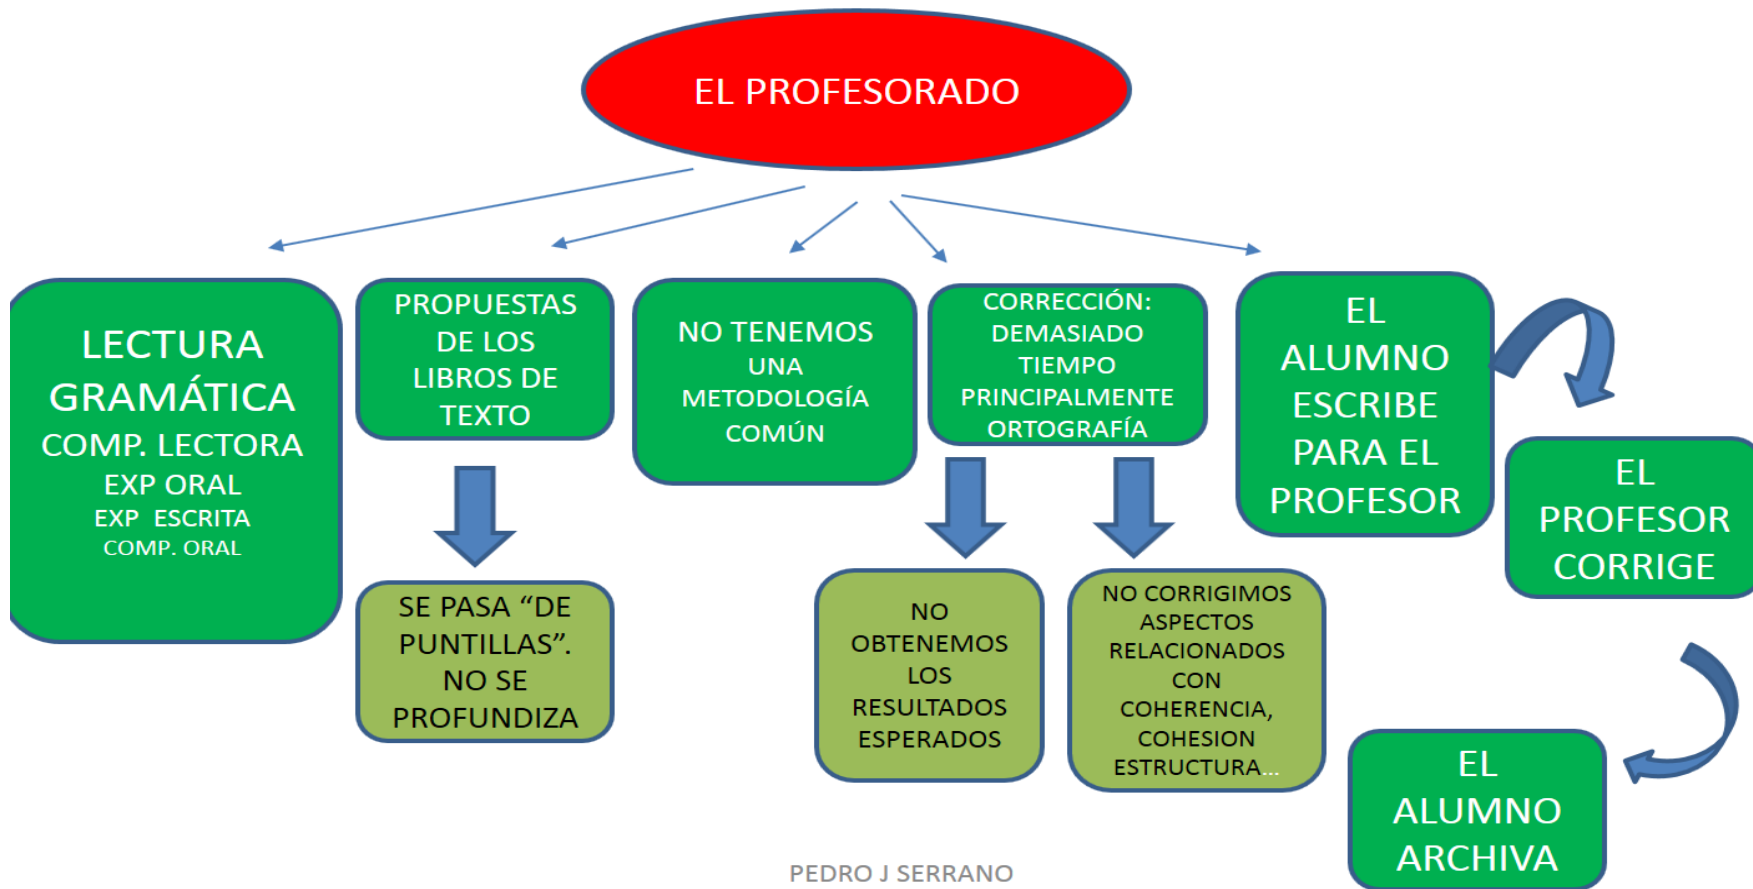 EL PROFESORADO
LECTURA
GRAMÁTICA
COMP. LECTORA
EXP ORAL
EXP ESCRITA
COMP. ORAL
PROPUESTAS
DE LOS
LIBROS DE
TEXTO
SE PASA “DE
PUNTILLAS”.
NO SE
PROFUNDIZA
NO TENEMOS
UNA
METODOLOGÍA
COMÚN
CORRECCIÓN:
DEMASIADO
TIEMPO
PRINCIPALMENTE
ORTOGRAFÍA
NO
OBTENEMOS
LOS
RESULTADOS
ESPERADOS
NO CORRIGIMOS
ASPECTOS
RELACIONADOS
CON
COHERENCIA,
COHESION
ESTRUCTURA...
EL
ALUMNO
ESCRIBE
PARA EL
PROFESOR
EL
PROFESOR
CORRIGE
EL
ALUMNO
ARCHIVA
PEDRO J SERRANO